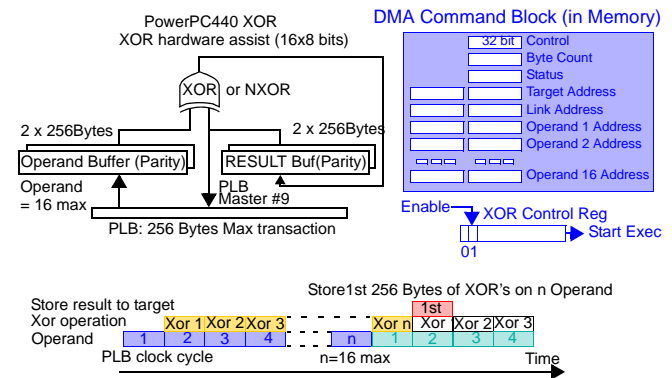 PowerPC440 XOR
XOR hardware assist (16x8 bits)
XOR or NXOR
2 x 256Bytes
2 x 256Bytes
Operand Buffer (Parity)
RESULT Buf(Parity)
Operand
= 16 max
PLB
Master #9
PLB: 256 Bytes Max transaction
DMA Command Block (in Memory)
32 bit Control
Byte Count
Status
Target Address
Link Address
Operand 1 Address
Operand 2 Address
Operand 16 Address
Enable
XOR Control Reg
Start Exec
01
Store1st 256 Bytes of XOR's on n Operand
Store result to target 1st
Xor operation Xor 1 Xor 2 Xor 3 Xor n Xor 1 Xor 2 Xor 3
Operand 1 2 3 4 n 1 2 3 4
PLB clock cycle n=16 max Time